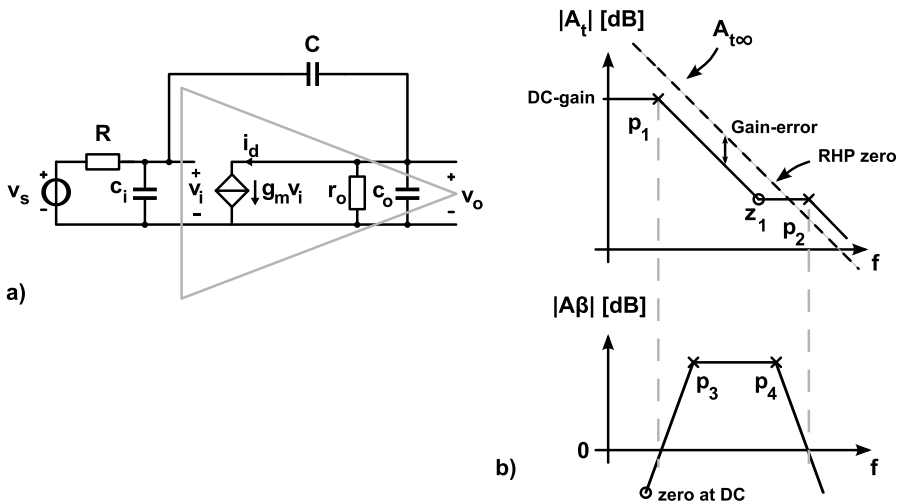 C
R
i_d
+
v_s
-
c_i
+
v_i
-
g_m v_i
r_o
c_o
+
v_o
-
a)
|A_t| [dB]
A_t∞
DC-gain
p_1
Gain-error
RHP zero
z_1
p_2
f
|Aβ| [dB]
p_3
p_4
0
f
b)
zero at DC